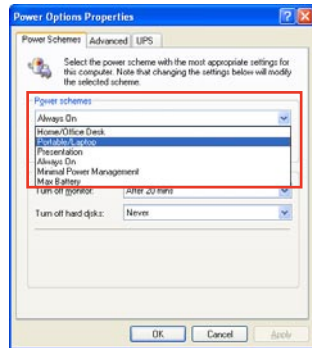 Power Options Properties
Power Schemes Advanced UPS
Select the power scheme with the most appropriate settings for
this computer. Note that changing the settings below will modify
the selected scheme.
Power schemes
Always On
Home/Office Desk
Portable/Laptop
Presentation
Always On
Minimal Power Management
Max Battery
Turn off monitor: After 20 mins
Turn off hard disks: Never
OK Cancel Apply